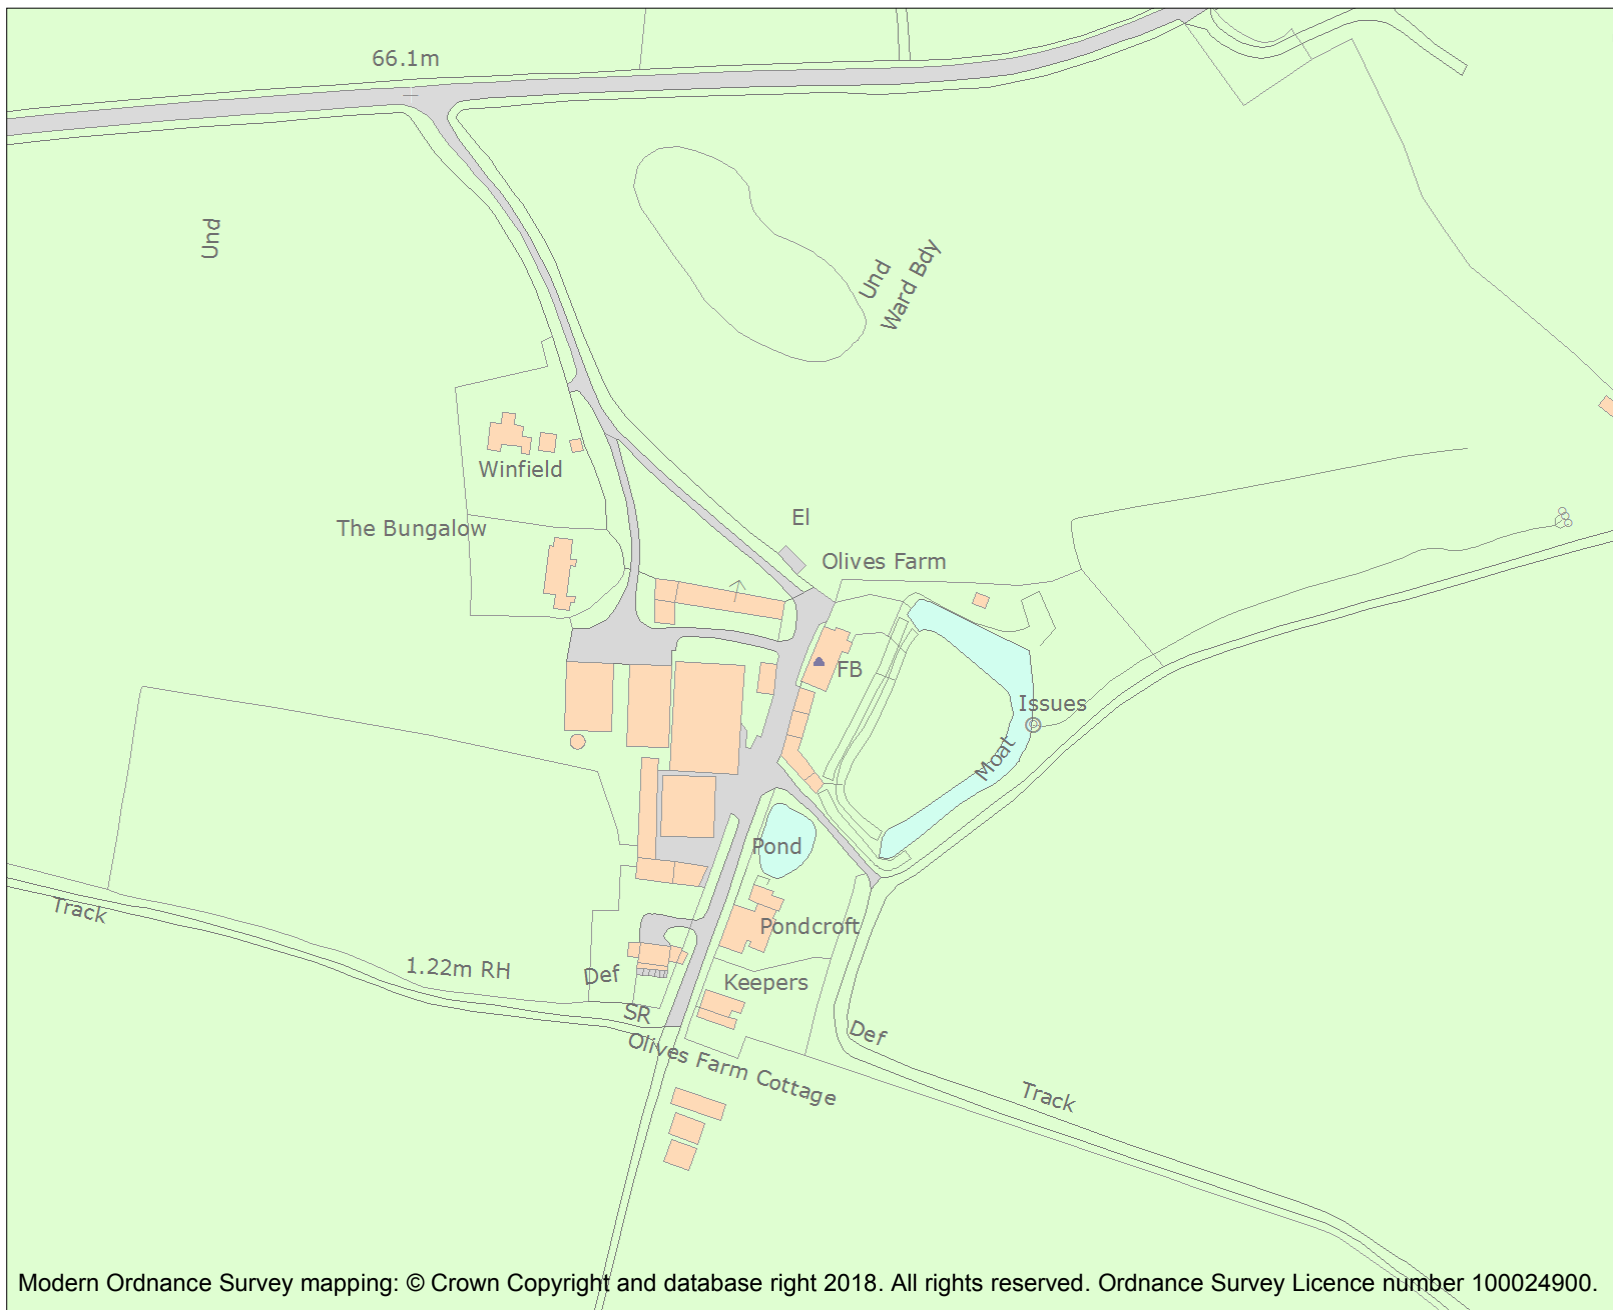 66.1m
Und
Und
Ward Bdy
Winfield
The Bungalow
El
Olives Farm
FB
Issues
Moat
Pond
Track
Pondcroft
1.22m RH
Def
Keepers
SR
Def
Olives Farm Cottage
Track
Modern Ordnance Survey mapping: © Crown Copyright and database right 2018. All rights reserved. Ordnance Survey Licence number 100024900.